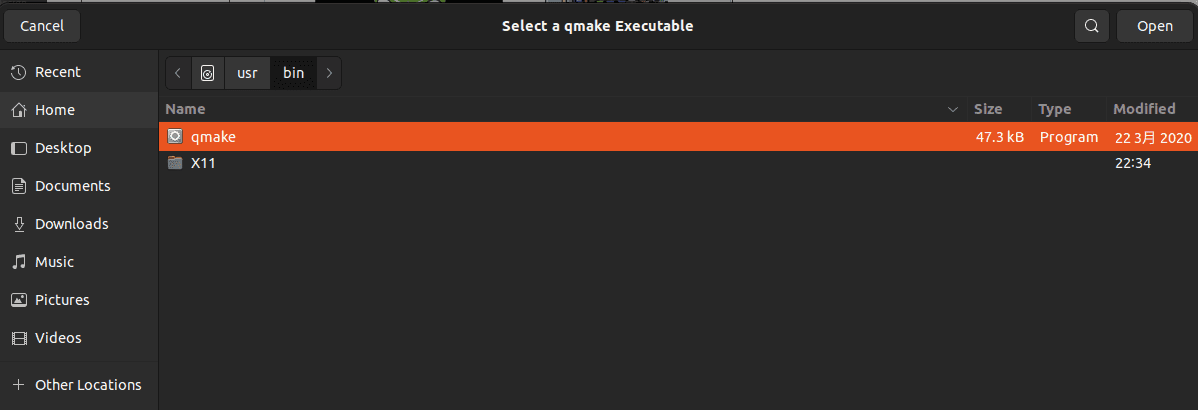 Cancel
Select a qmake Executable
Open
Recent
Home
Desktop
Documents
Downloads
Music
Pictures
Videos
Other Locations
usr bin
Name Size Type Modified
qmake 47.3 kB Program 22 3月 2020
X11 22:34